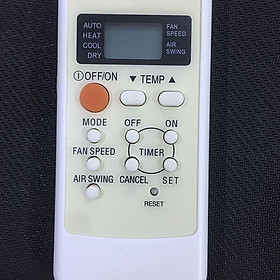 AUTO
HEAT
COOL
DRY
FAN
SPEED
AIR
SWING
OFF/ON
▼ TEMP ▲
MODE
OFF
ON
FAN SPEED
TIMER
AIR SWING
CANCEL
SET
RESET